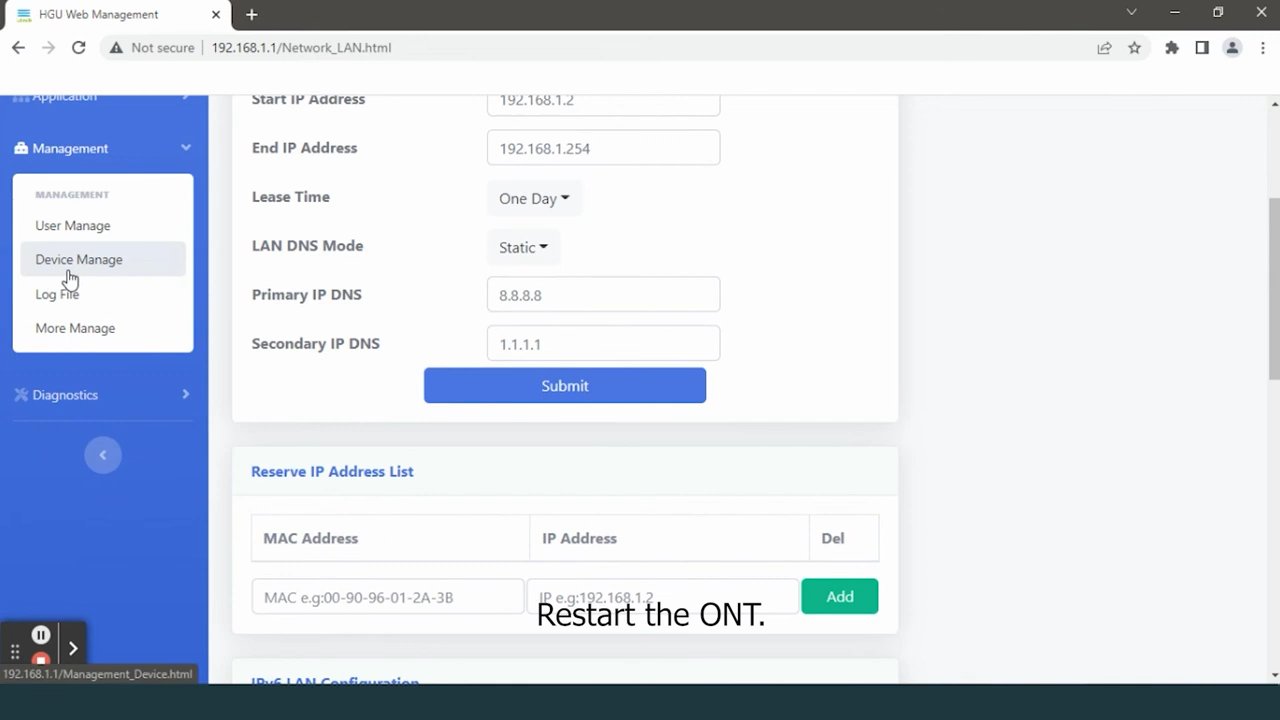 HGU Web Management
Not secure
192.168.1.1/Network_LAN.html
Application
Management
MANAGEMENT
User Manage
Device Manage
Log File
More Manage
Diagnostics
Start IP Address
192.168.1.2
End IP Address
192.168.1.254
Lease Time
One Day
LAN DNS Mode
Static
Primary IP DNS
8.8.8.8
Secondary IP DNS
1.1.1.1
Submit
Reserve IP Address List
MAC Address
IP Address
Del
MAC e.g:00-90-96-01-2A-3B
IP e.g:192.168.1.2
Add
Restart the ONT.
IPv6 LAN Configuration
192.168.1.1/Management_Device.html